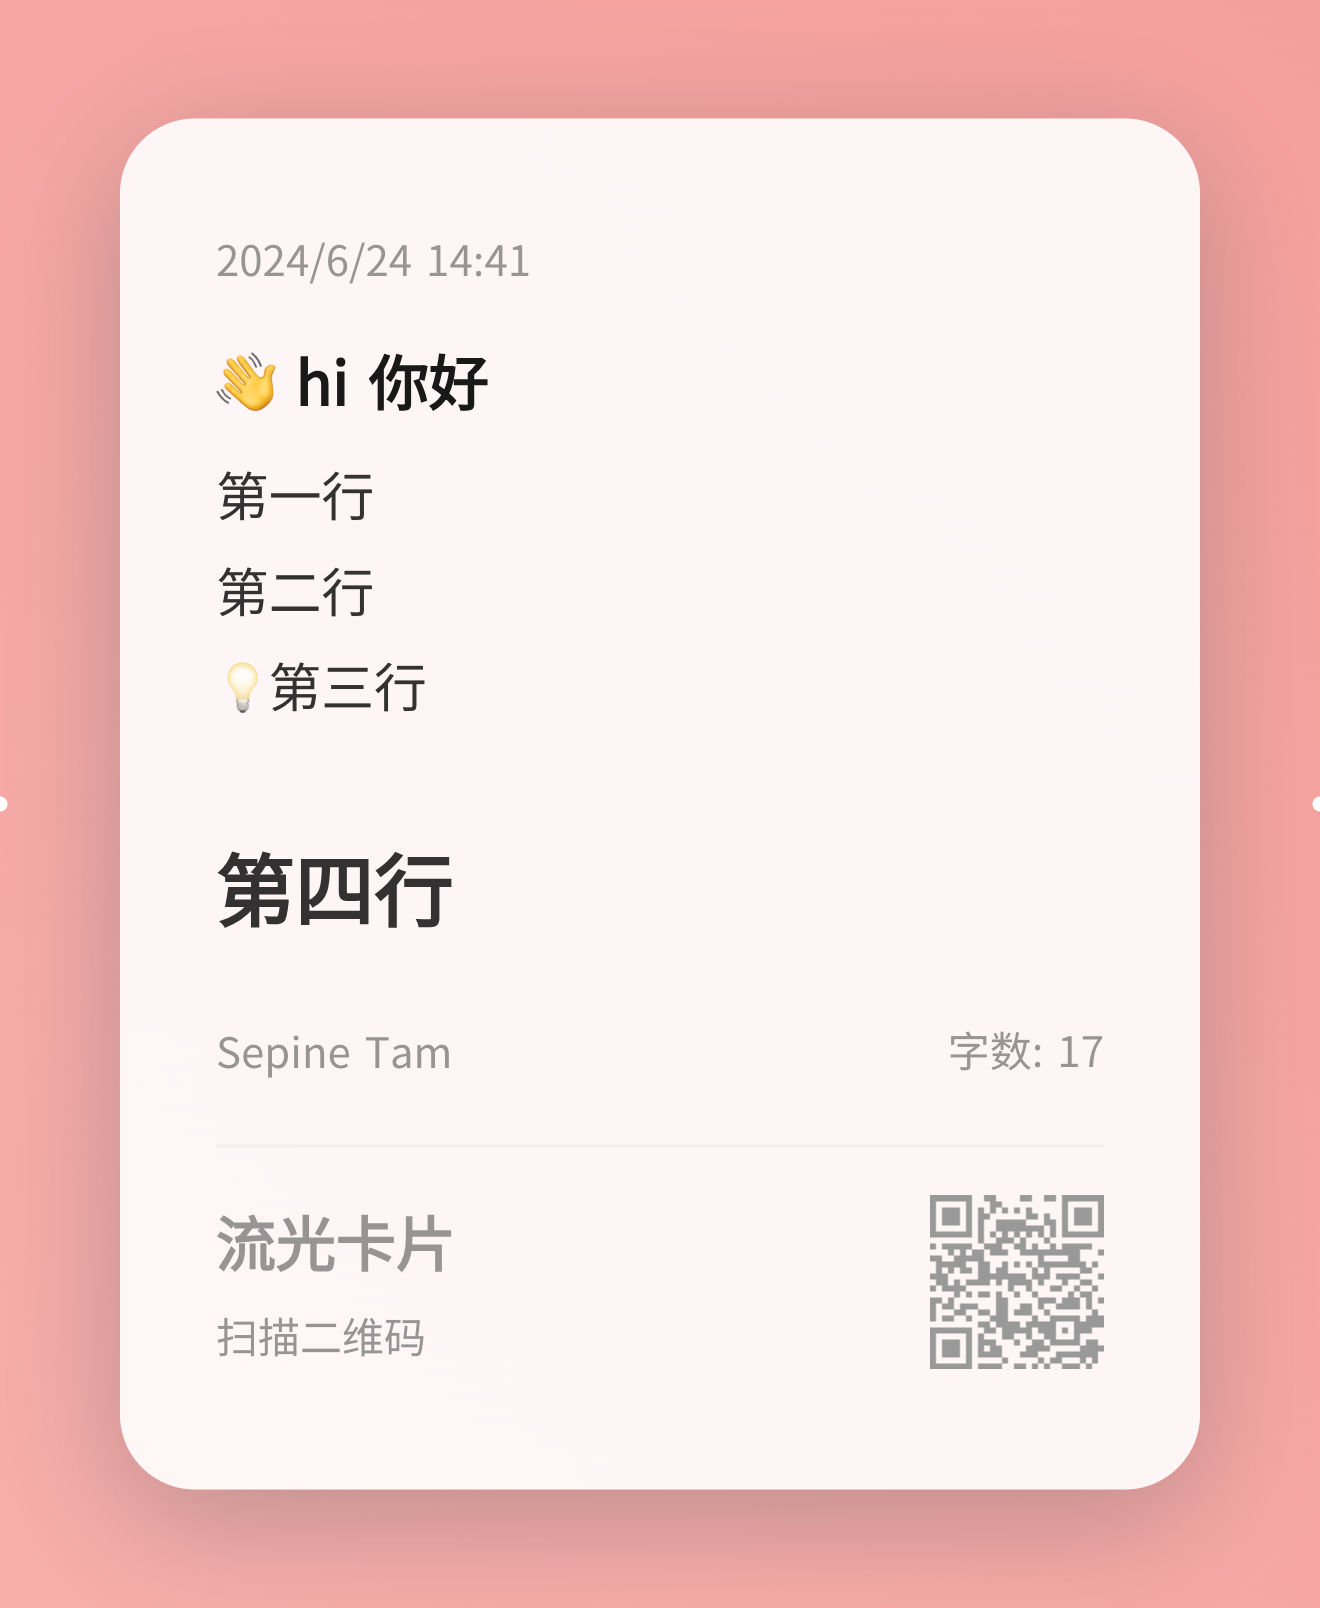 2024/6/24 14:41
👋 hi 你好
第一行
第二行
💡第三行
第四行
Sepine Tam
字数: 17
流光卡片
扫描二维码